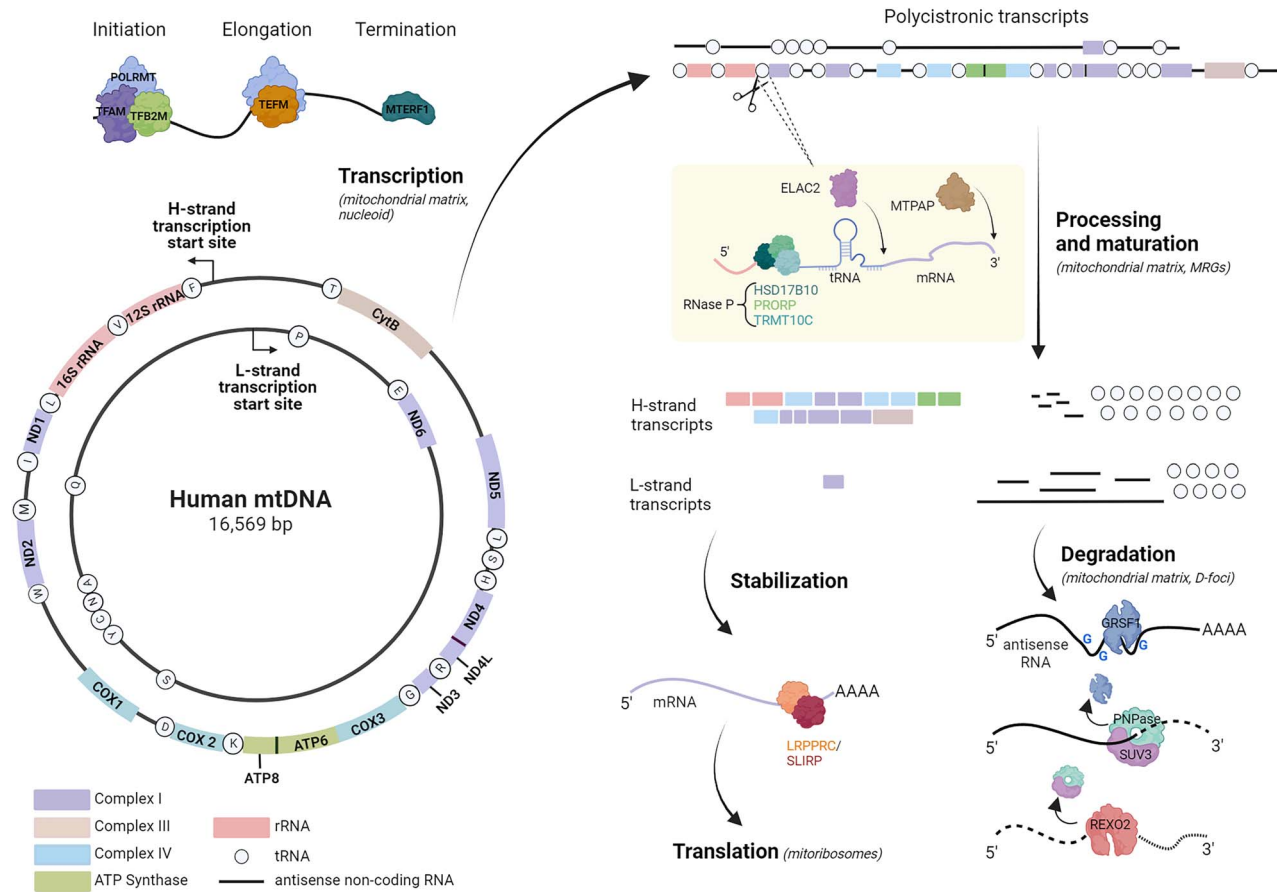 Initiation
Elongation
Termination
POLRMT
TFAM
TFB2M
TEFM
MTERF1
Transcription
(mitochondrial matrix,
nucleoid)
H-strand
transcription
start site
L-strand
transcription
start site
Human mtDNA
16,569 bp
F
12S rRNA
V
16S rRNA
L
ND1
I
M
ND2
W
COX1
D
COX 2
K
ATP8
ATP6
COX3
G
ND3
R
ND4L
ND4
H
S
L
ND5
CytB
T
P
E
ND6
Q
A
N
C
Y
S
Complex I
Complex III
Complex IV
ATP Synthase
rRNA
tRNA
antisense non-coding RNA
Polycistronic transcripts
ELAC2
MTPAP
5'
tRNA
mRNA
3'
RNase P
HSD17B10
PRORP
TRMT10C
Processing
and maturation
(mitochondrial matrix, MRGs)
H-strand
transcripts
L-strand
transcripts
Stabilization
5'
mRNA
AAAA
LRPPRC/
SLIRP
Translation (mitoribosomes)
Degradation
(mitochondrial matrix, D-foci)
GRSF1
5'
antisense
RNA
G
G
G
AAAA
PNPase
SUV3
5'
3'
REXO2
5'
3'